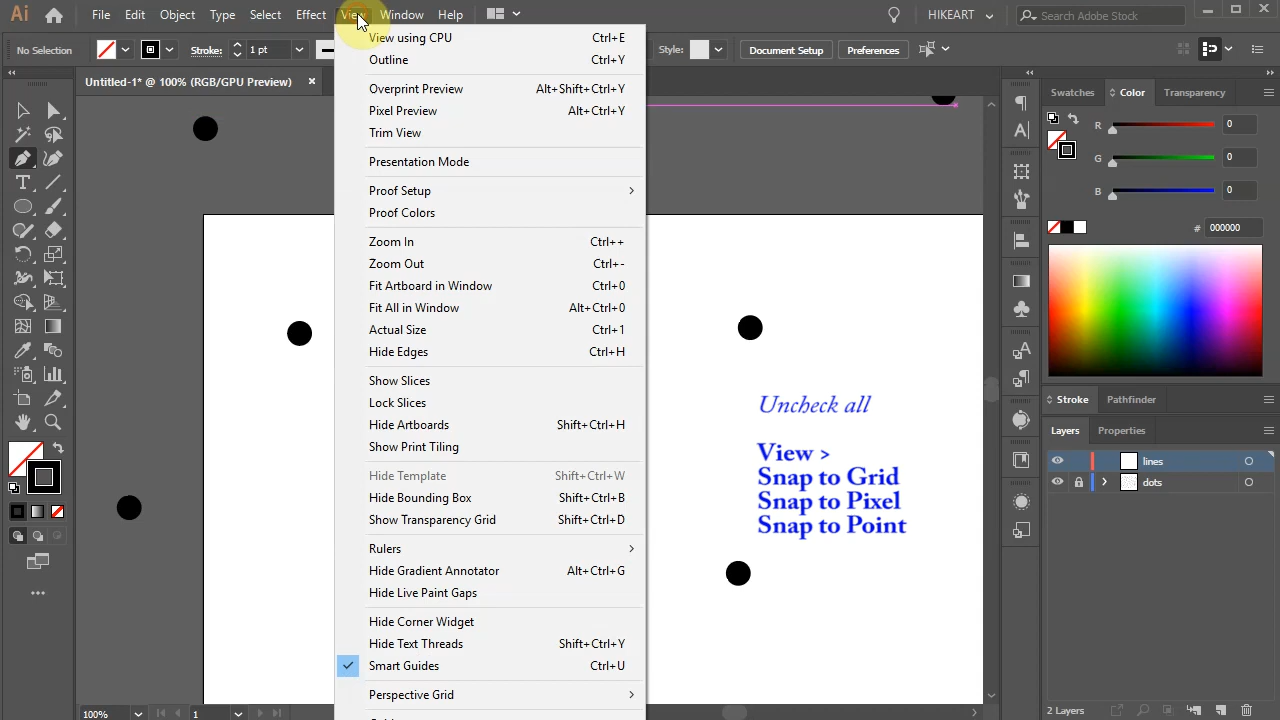 Ai File Edit Object Type Select Effect View Window Help HIKEART Search Adobe Stock
No Selection Stroke: 1 pt Style: Document Setup Preferences
Untitled-1* @ 100% (RGB/GPU Preview) ×
View using CPU Ctrl+E
Outline Ctrl+Y
Overprint Preview Alt+Shift+Ctrl+Y
Pixel Preview Alt+Ctrl+Y
Trim View
Presentation Mode
Proof Setup >
Proof Colors
Zoom In Ctrl++
Zoom Out Ctrl+-
Fit Artboard in Window Ctrl+0
Fit All in Window Alt+Ctrl+0
Actual Size Ctrl+1
Hide Edges Ctrl+H
Show Slices
Lock Slices
Hide Artboards Shift+Ctrl+H
Show Print Tiling
Hide Template Shift+Ctrl+W
Hide Bounding Box Shift+Ctrl+B
Show Transparency Grid Shift+Ctrl+D
Rulers >
Hide Gradient Annotator Alt+Ctrl+G
Hide Live Paint Gaps
Hide Corner Widget
Hide Text Threads Shift+Ctrl+Y
Smart Guides Ctrl+U
Perspective Grid >
Uncheck all
View >
Snap to Grid
Snap to Pixel
Snap to Point
Swatches Color Transparency
R 0
G 0
B 0
# 000000
Stroke Pathfinder
Layers Properties
lines
dots
2 Layers
100% 1